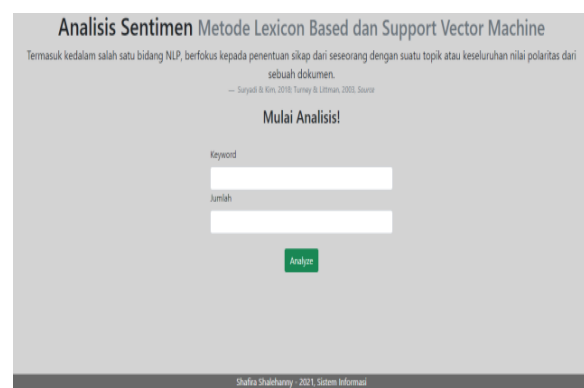 Analisis Sentimen Metode Lexicon Based dan Support Vector Machine
Termasuk kedalam salah satu bidang NLP, berfokus kepada penentuan sikap dari seseorang dengan suatu topik atau keseluruhan nilai polaritas dari
sebuah dokumen.
— Suryadi & Kim, 2018; Turney & Littman, 2003, Source
Mulai Analisis!
Keyword
Jumlah
Analyze
Shafira Shalehanny - 2021, Sistem Informasi